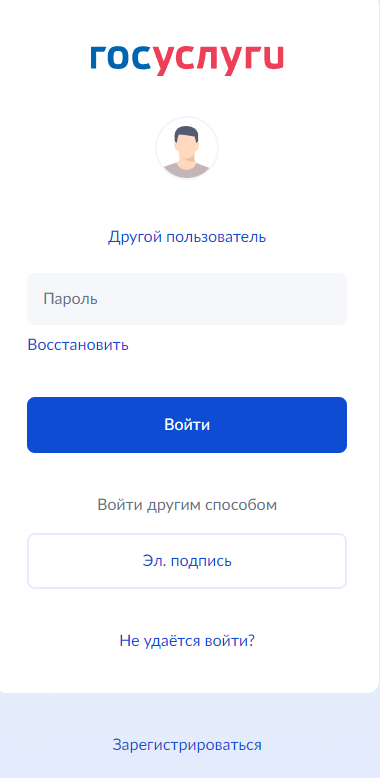 госуслуги
Другой пользователь
Пароль
Восстановить
Войти
Войти другим способом
Эл. подпись
Не удаётся войти?
Зарегистрироваться